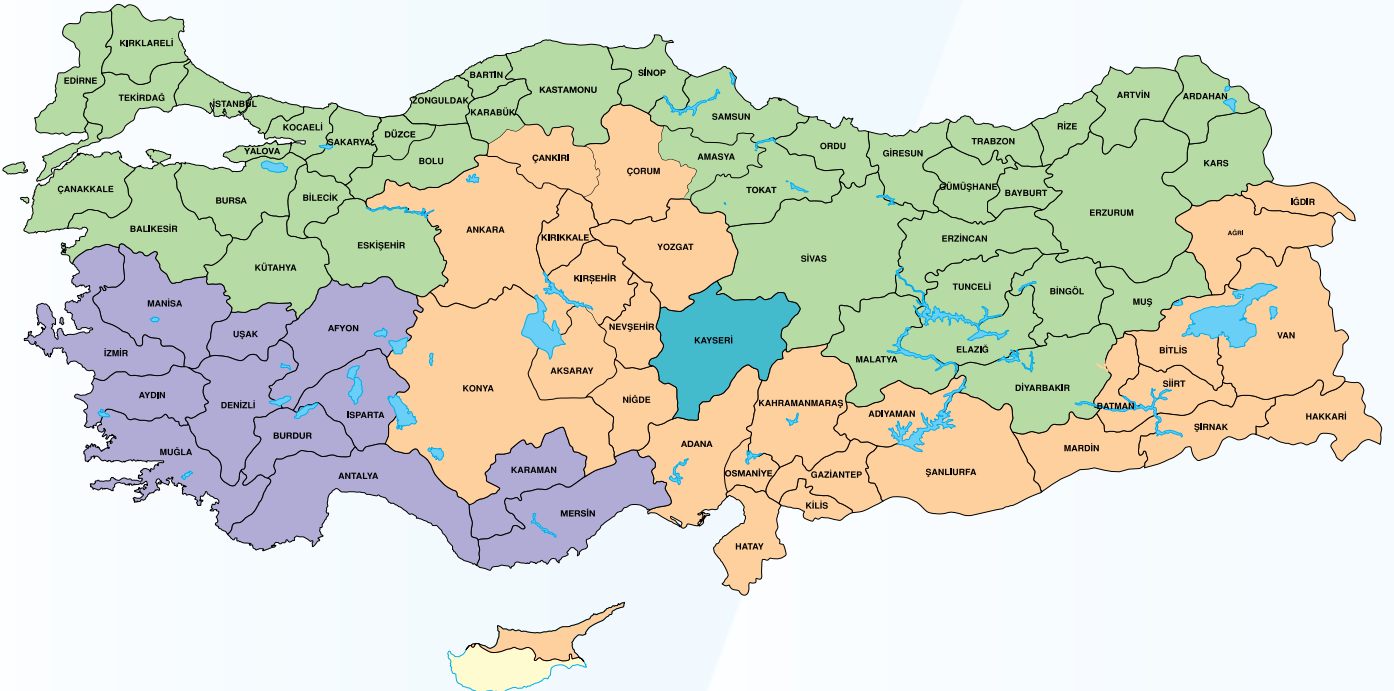 KIRKLARELİ
EDİRNE
TEKİRDAĞ
İSTANBUL
KOCAELİ
YALOVA
SAKARYA
DÜZCE
ZONGULDAK
BARTIN
KARABÜK
KASTAMONU
SİNOP
SAMSUN
BOLU
ÇANKIRI
ÇORUM
AMASYA
ORDU
GİRESUN
TRABZON
RİZE
ARTVİN
ARDAHAN
KARS
GÜMÜŞHANE
BAYBURT
TOKAT
ERZURUM
IĞDIR
AĞRI
ÇANAKKALE
BURSA
BİLECİK
BALIKESİR
ESKİŞEHİR
KÜTAHYA
ANKARA
KIRIKKALE
YOZGAT
SİVAS
ERZİNCAN
TUNCELİ
BİNGÖL
MUŞ
KIRŞEHİR
MANİSA
UŞAK
AFYON
NEVŞEHİR
KAYSERİ
MALATYA
ELAZIĞ
BİTLİS
VAN
İZMİR
AYDIN
DENİZLİ
ISPARTA
KONYA
AKSARAY
NİĞDE
KAHRAMANMARAŞ
ADIYAMAN
DİYARBAKIR
BATMAN
SİİRT
ŞIRNAK
HAKKARİ
MUĞLA
BURDUR
ANTALYA
KARAMAN
MERSİN
ADANA
OSMANİYE
GAZİANTEP
KİLİS
ŞANLIURFA
MARDİN
HATAY